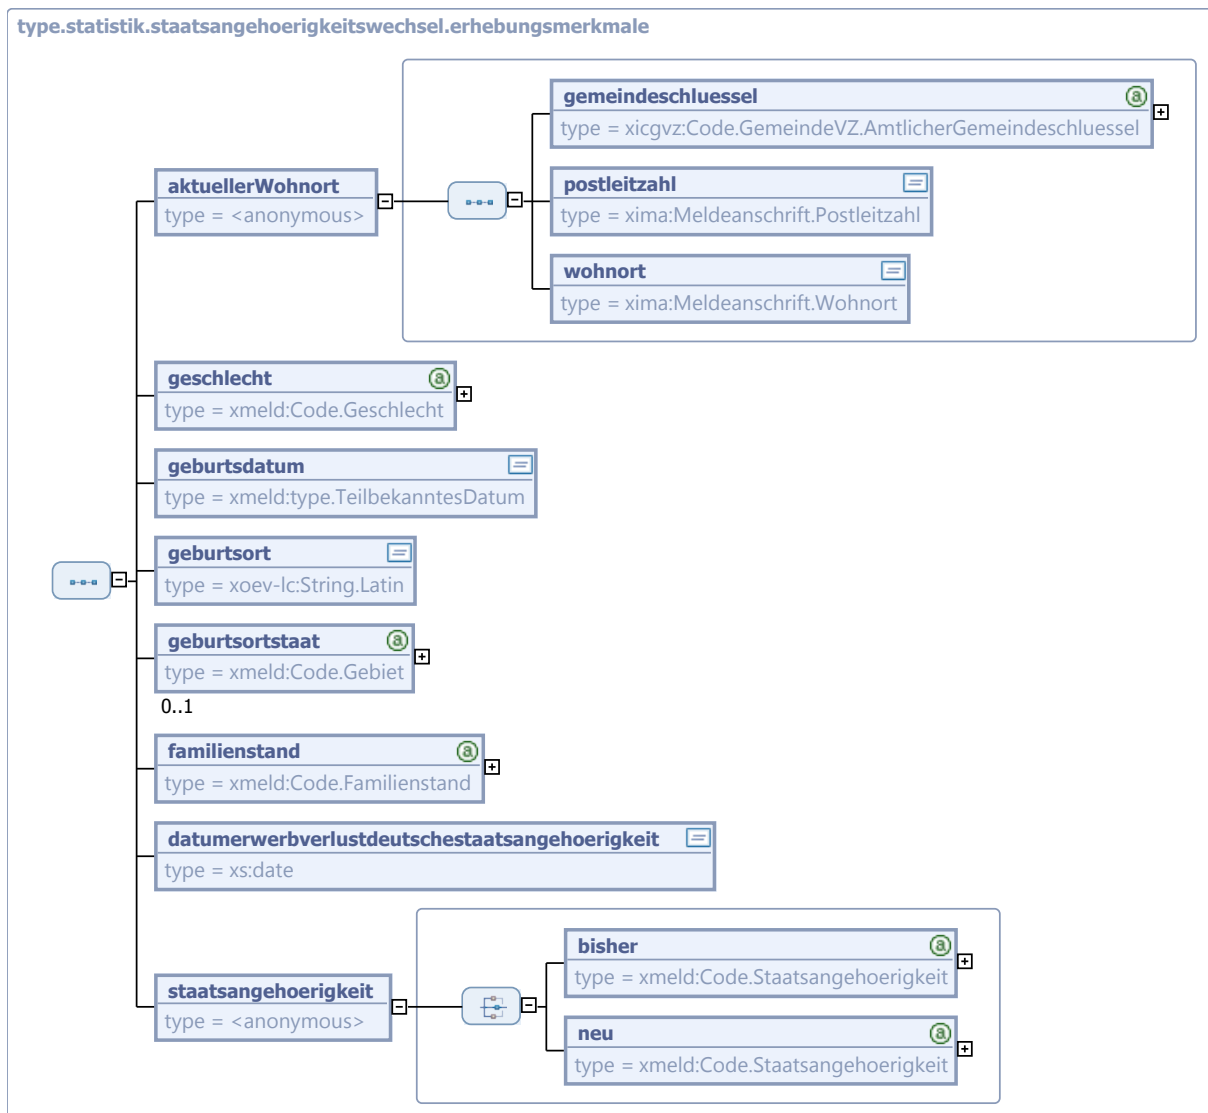 type.statistik.staatsangehoerigkeitswechsel.erhebungsmerkmale
gemeindeschluessel
type = xicgvz:Code.GemeindeVZ.AmtlicherGemeindeschluessel
aktuellerWohnort
type = <anonymous>
postleitzahl
type = xima:Meldeanschrift.Postleitzahl
wohnort
type = xima:Meldeanschrift.Wohnort
geschlecht
type = xmeld:Code.Geschlecht
geburtsdatum
type = xmeld:type.TeilbekanntesDatum
geburtsort
type = xoev-lc:String.Latin
geburtsortstaat
type = xmeld:Code.Gebiet
0..1
familienstand
type = xmeld:Code.Familienstand
datumerwerbverlustdeutschestaatsangehoerigkeit
type = xs:date
staatsangehoerigkeit
type = <anonymous>
bisher
type = xmeld:Code.Staatsangehoerigkeit
neu
type = xmeld:Code.Staatsangehoerigkeit